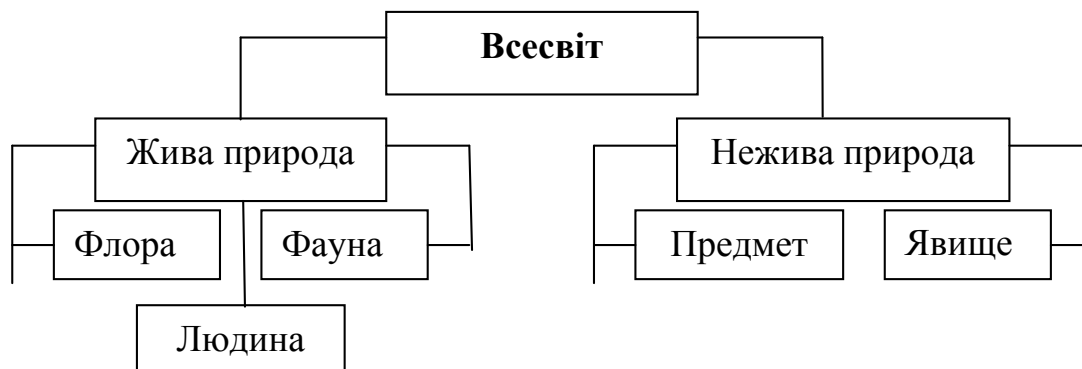 Всесвіт
Жива природа
Нежива природа
Флора
Фауна
Предмет
Явище
Людина